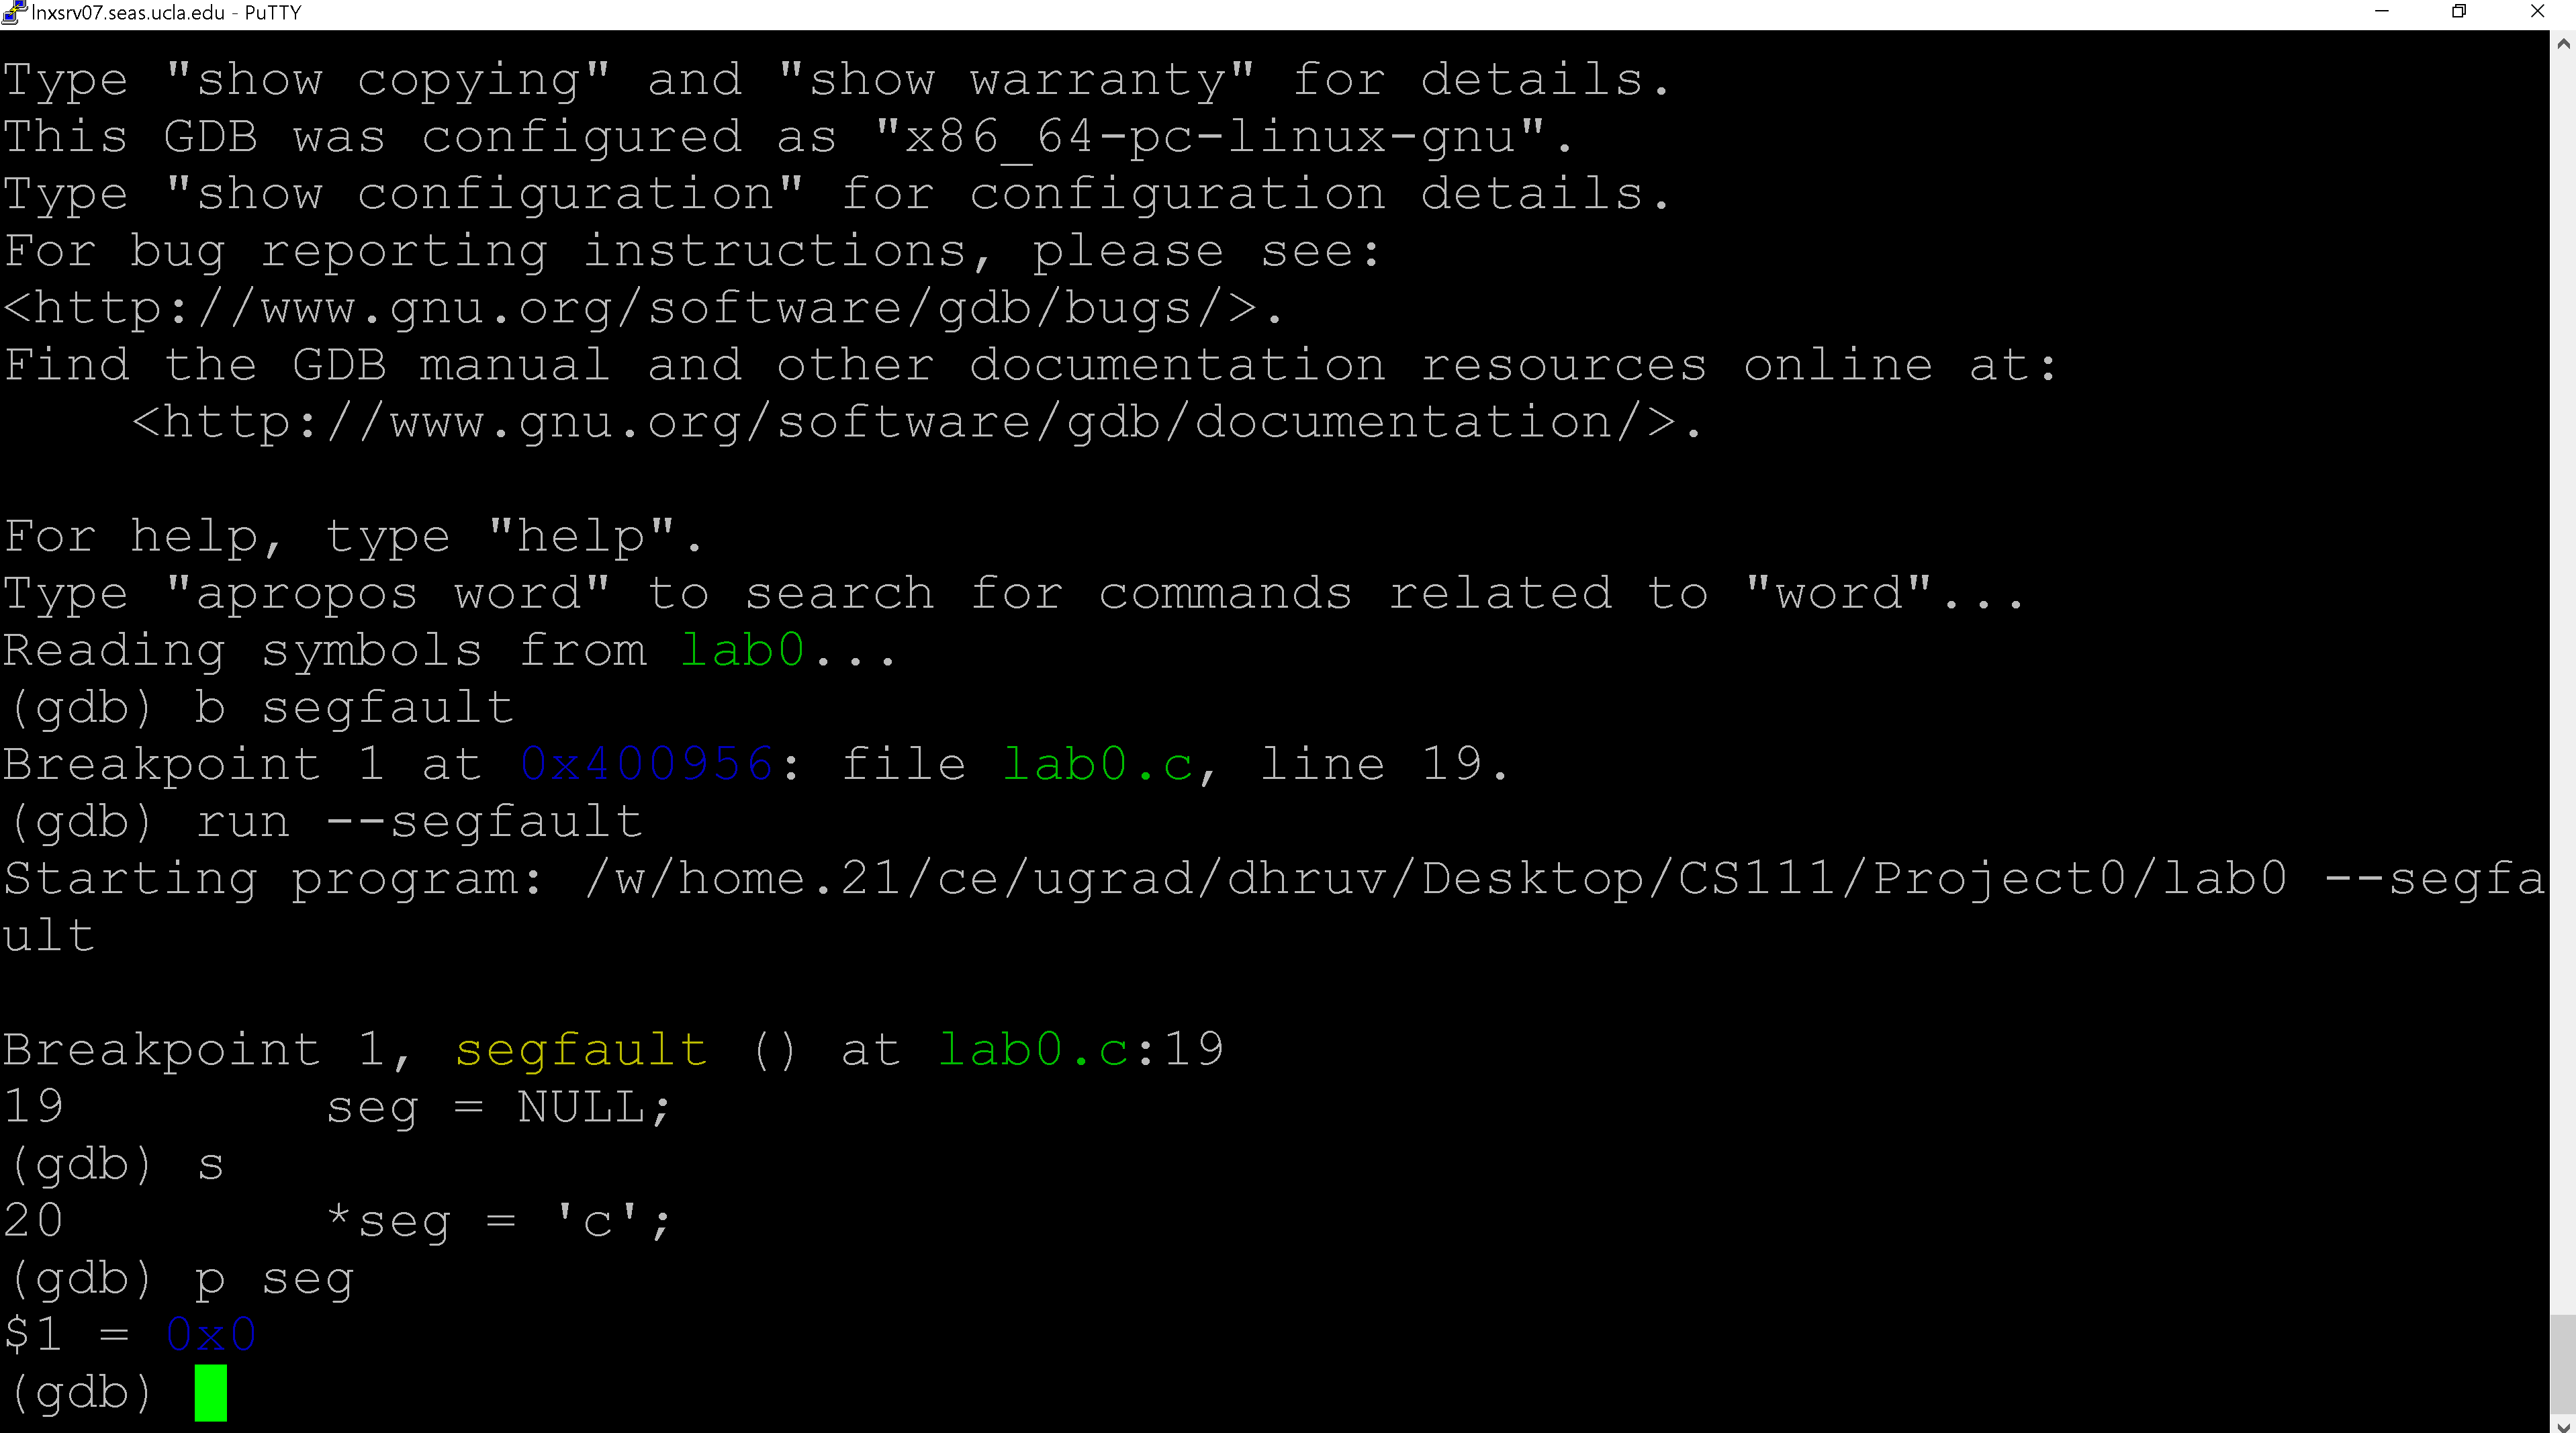 lnxsrv07.seas.ucla.edu - PuTTY
Type "show copying" and "show warranty" for details.
This GDB was configured as "x86_64-pc-linux-gnu".
Type "show configuration" for configuration details.
For bug reporting instructions, please see:
<http://www.gnu.org/software/gdb/bugs/>.
Find the GDB manual and other documentation resources online at:
    <http://www.gnu.org/software/gdb/documentation/>.

For help, type "help".
Type "apropos word" to search for commands related to "word"...
Reading symbols from lab0...
(gdb) b segfault
Breakpoint 1 at 0x400956: file lab0.c, line 19.
(gdb) run --segfault
Starting program: /w/home.21/ce/ugrad/dhruv/Desktop/CS111/Project0/lab0 --segfa
ult

Breakpoint 1, segfault () at lab0.c:19
19        seg = NULL;
(gdb) s
20        *seg = 'c';
(gdb) p seg
$1 = 0x0
(gdb)